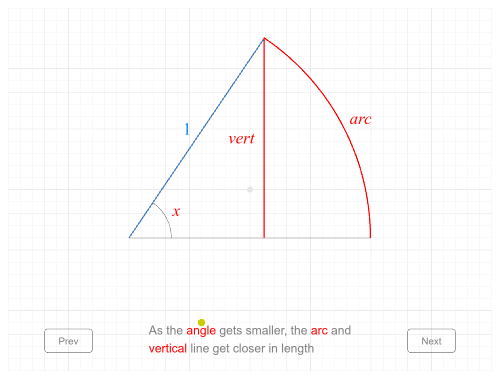 1
vert
arc
x
As the angle gets smaller, the arc and
vertical line get closer in length
Prev
Next